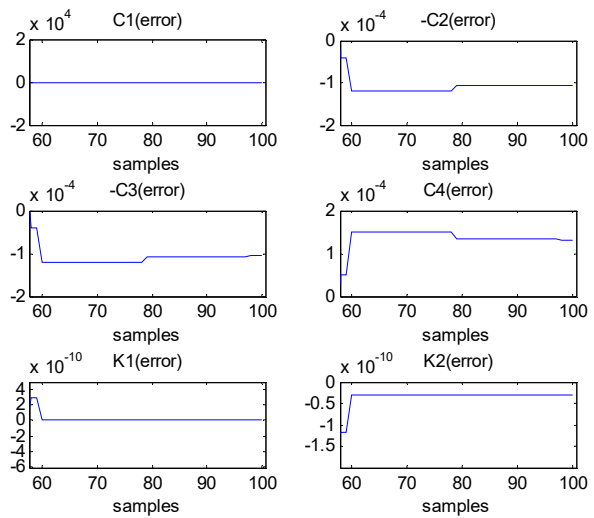 x 10^4 C1(error)
2
0
-2
60 70 80 90 100
samples
x 10^-4 -C2(error)
0
-1
-2
60 70 80 90 100
samples
x 10^-4 -C3(error)
0
-1
-2
60 70 80 90 100
samples
x 10^-4 C4(error)
2
0
-2
60 70 80 90 100
samples
x 10^-10 K1(error)
4
2
0
-2
-4
-6
60 70 80 90 100
samples
x 10^-10 K2(error)
0
-0.5
-1
-1.5
60 70 80 90 100
samples